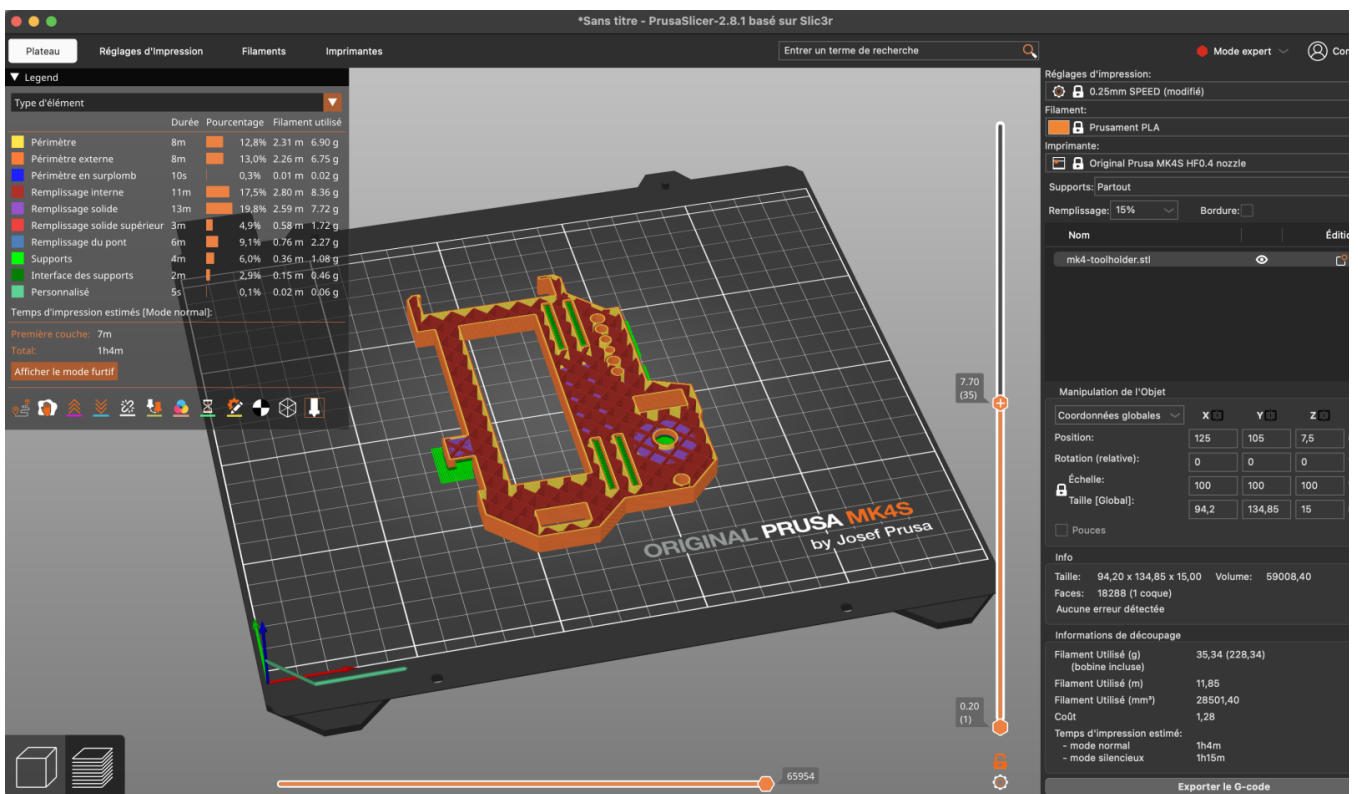 *Sans titre - PrusaSlicer-2.8.1 basé sur Slic3r
Plateau Réglages d'Impression Filaments Imprimantes Entrer un terme de recherche Mode expert
Legend
Type d'élément
Durée Pourcentage Filament utilisé
Périmètre 8m 12,8% 2.31 m 6.90 g
Périmètre externe 8m 13,0% 2.26 m 6.75 g
Périmètre en surplomb 10s 0,3% 0.01 m 0.02 g
Remplissage interne 11m 17,5% 2.80 m 8.36 g
Remplissage solide 13m 19,8% 2.59 m 7.72 g
Remplissage solide supérieur 3m 4,9% 0.58 m 1.72 g
Remplissage du pont 6m 9,1% 0.76 m 2.27 g
Supports 4m 6,0% 0.36 m 1.08 g
Interface des supports 2m 2,9% 0.15 m 0.46 g
Personnalisé 5s 0,1% 0.02 m 0.06 g
Temps d'impression estimés [Mode normal]:
Première couche: 7m
Total: 1h4m
Afficher le mode furtif
ORIGINAL PRUSA MK4S
by Josef Prusa
7.70
(35)
0.20
(1)
65954
Réglages d'impression:
0.25mm SPEED (modifié)
Filament:
Prusament PLA
Imprimante:
Original Prusa MK4S HF0.4 nozzle
Supports: Partout
Remplissage: 15% Bordure:
Nom
mk4-toolholder.stl
Manipulation de l'Objet
Coordonnées globales X Y Z
Position: 125 105 7,5
Rotation (relative): 0 0 0
Échelle: 100 100 100
Taille [Global]: 94,2 134,85 15
Pouces
Info
Taille: 94,20 x 134,85 x 15,00 Volume: 59008,40
Faces: 18288 (1 coque)
Aucune erreur détectée
Informations de découpage
Filament Utilisé (g) 35,34 (228,34)
(bobine incluse)
Filament Utilisé (m) 11,85
Filament Utilisé (mm³) 28501,40
Coût 1,28
Temps d'impression estimé:
- mode normal 1h4m
- mode silencieux 1h15m
Exporter le G-code